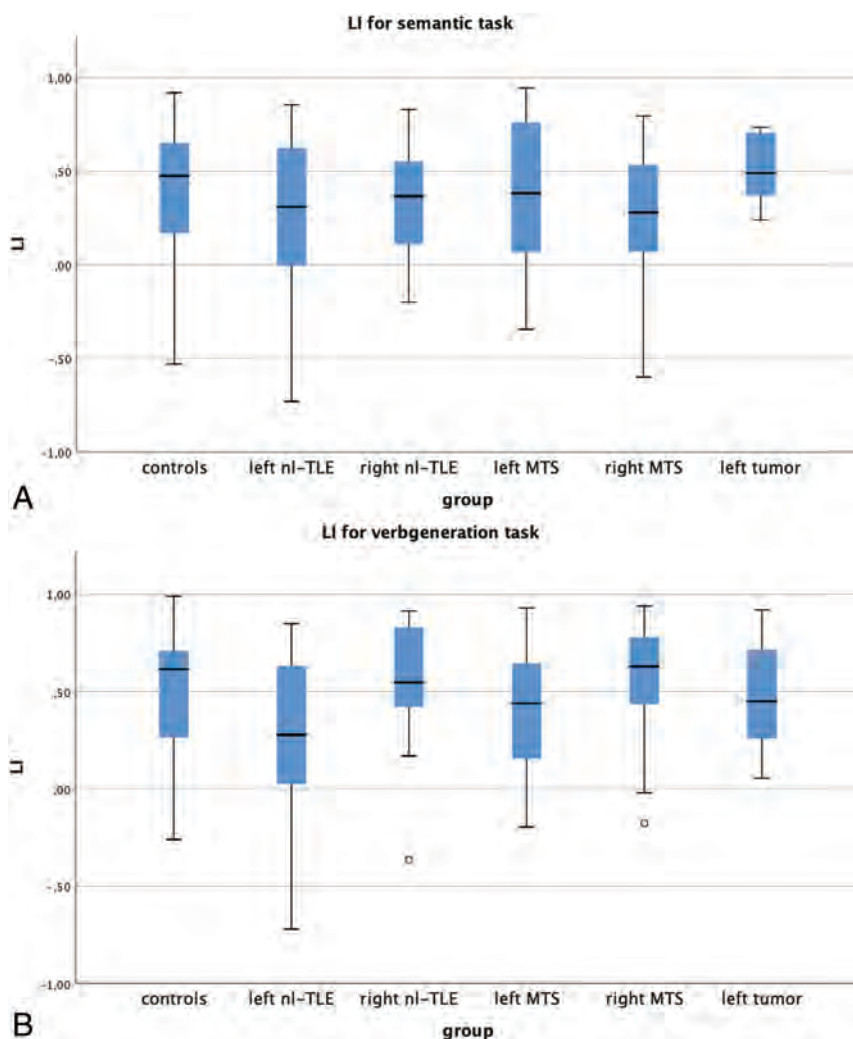 LI for semantic task
1,00
,50
LI
,00
-,50
-1,00
controls left nl-TLE right nl-TLE left MTS right MTS left tumor
A
group
LI for verbgeneration task
1,00
,50
LI
,00
-,50
-1,00
controls left nl-TLE right nl-TLE left MTS right MTS left tumor
B
group